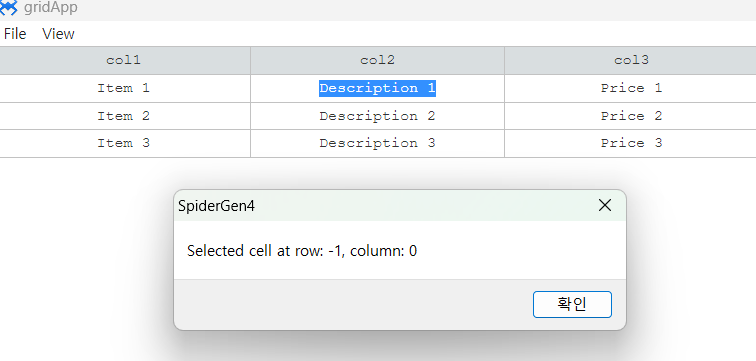 gridApp
File View
col1 col2 col3
Item 1 Description 1 Price 1
Item 2 Description 2 Price 2
Item 3 Description 3 Price 3
SpiderGen4
Selected cell at row: -1, column: 0
확인